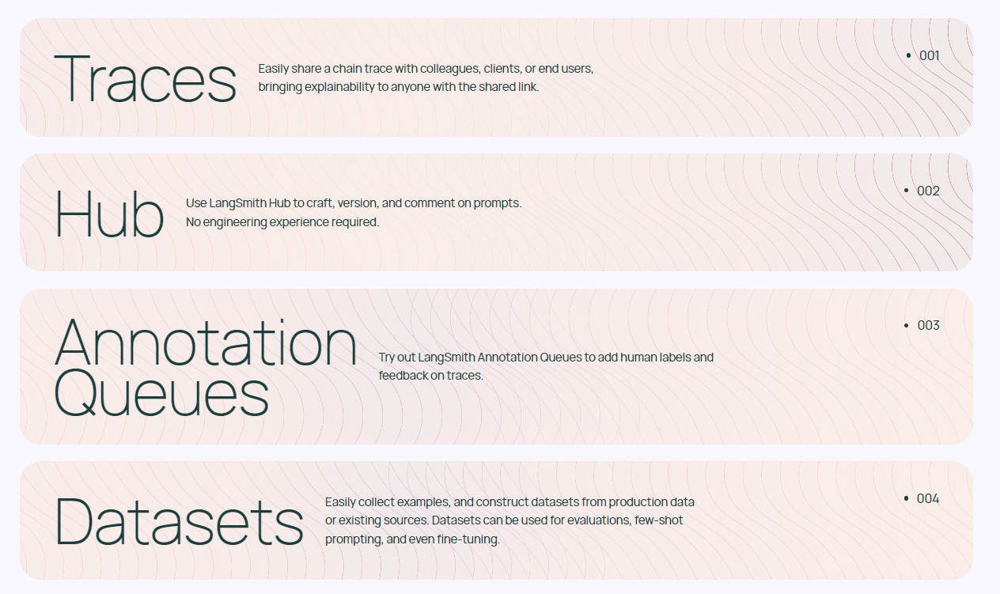 Traces
Easily share a chain trace with colleagues, clients, or end users,
bringing explainability to anyone with the shared link.
• 001
Hub
Use LangSmith Hub to craft, version, and comment on prompts.
No engineering experience required.
• 002
Annotation
Queues
Try out LangSmith Annotation Queues to add human labels and
feedback on traces.
• 003
Datasets
Easily collect examples, and construct datasets from production data
or existing sources. Datasets can be used for evaluations, few-shot
prompting, and even fine-tuning.
• 004